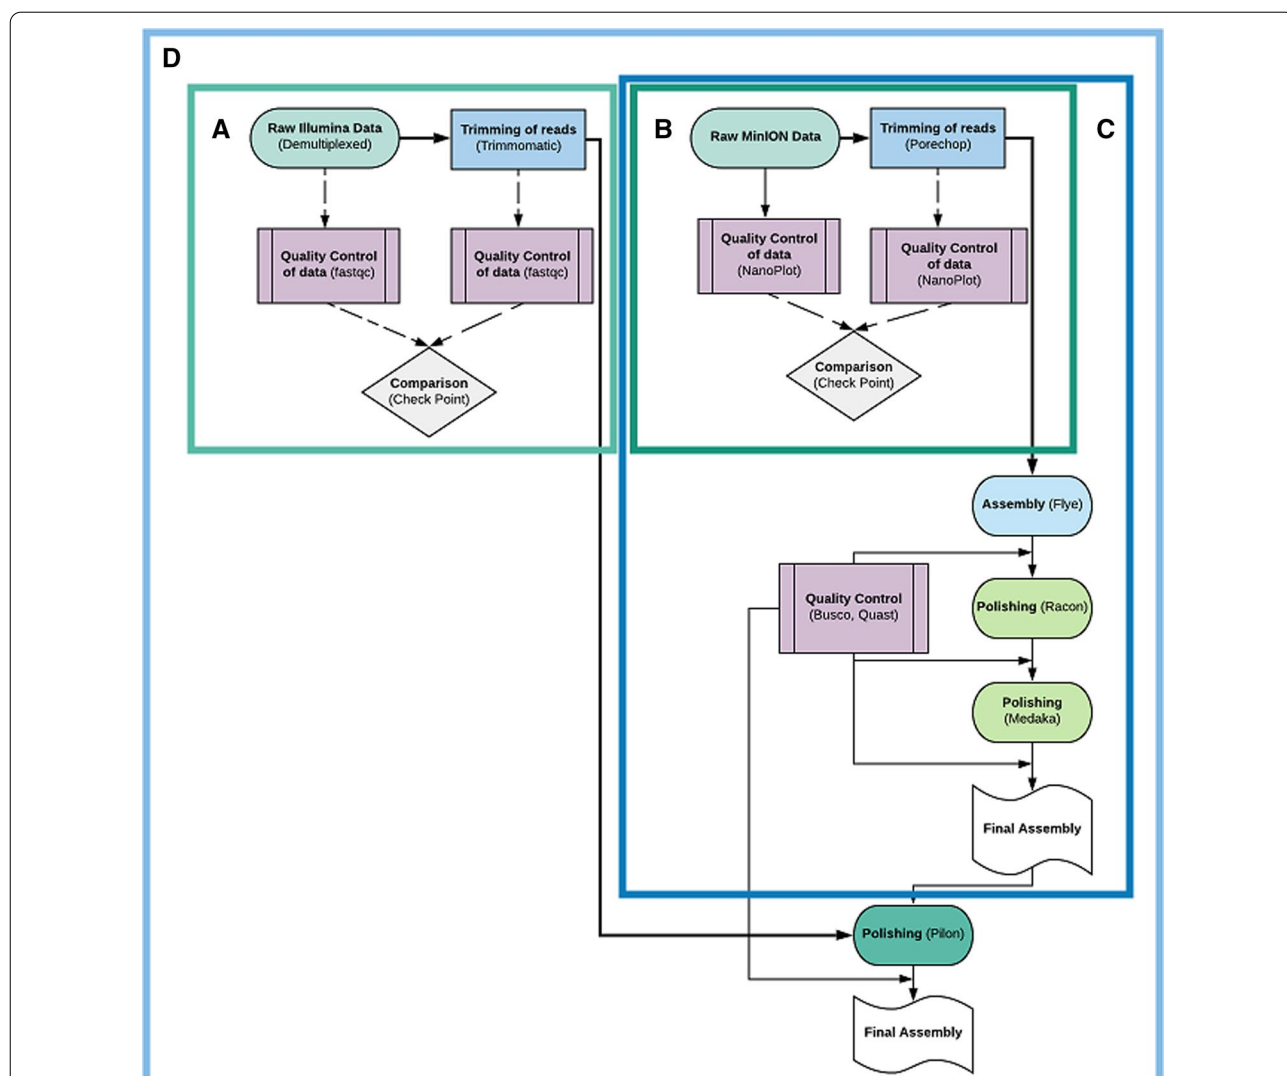 D
A
Raw Illumina Data
(Demultiplexed)
Trimming of reads
(Trimmomatic)
Quality Control
of data (fastqc)
Quality Control
of data (fastqc)
Comparison
(Check Point)
B
Raw MinION Data
Trimming of reads
(Porechop)
C
Quality Control
of data
(NanoPlot)
Quality Control
of data
(NanoPlot)
Comparison
(Check Point)
Assembly (Flye)
Quality Control
(Busco, Quast)
Polishing (Racon)
Polishing
(Medaka)
Final Assembly
Polishing (Pilon)
Final Assembly